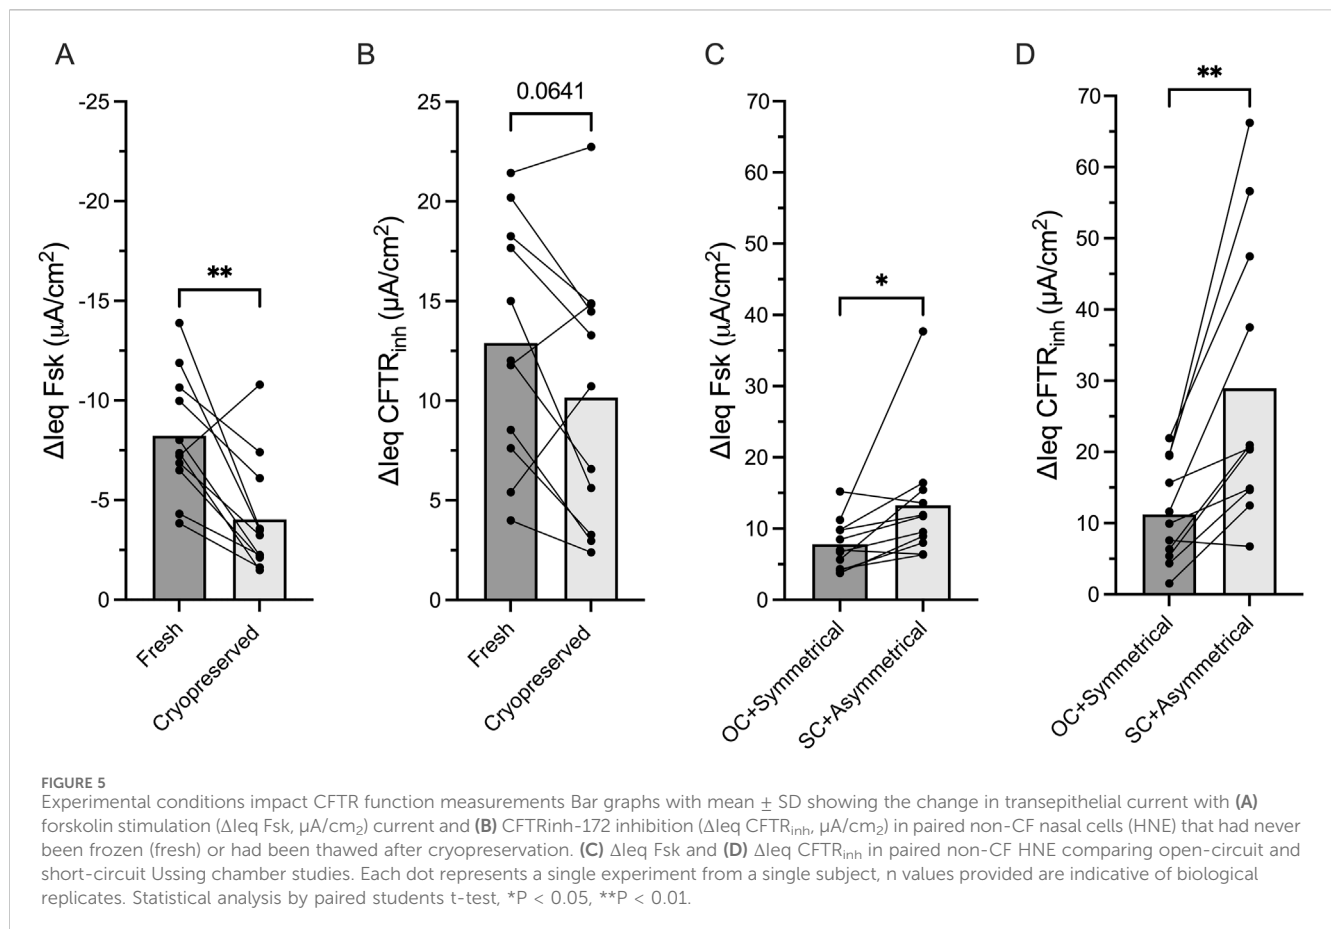 A
B
C
D
-25
-20
-15
-10
-5
0
ΔIeq Fsk (µA/cm²)
**
Fresh
Cryopreserved
25
20
15
10
5
0
ΔIeq CFTRinh (µA/cm²)
0.0641
Fresh
Cryopreserved
70
60
50
40
30
20
10
0
ΔIeq Fsk (µA/cm²)
*
OC+Symmetrical
SC+Asymmetrical
70
60
50
40
30
20
10
0
ΔIeq CFTRinh (µA/cm²)
**
OC+Symmetrical
SC+Asymmetrical
FIGURE 5
Experimental conditions impact CFTR function measurements Bar graphs with mean ± SD showing the change in transepithelial current with (A)
forskolin stimulation (ΔIeq Fsk, µA/cm₂) current and (B) CFTRinh-172 inhibition (ΔIeq CFTRinh, µA/cm₂) in paired non-CF nasal cells (HNE) that had never
been frozen (fresh) or had been thawed after cryopreservation. (C) ΔIeq Fsk and (D) ΔIeq CFTRinh in paired non-CF HNE comparing open-circuit and
short-circuit Ussing chamber studies. Each dot represents a single experiment from a single subject, n values provided are indicative of biological
replicates. Statistical analysis by paired students t-test, *P < 0.05, **P < 0.01.